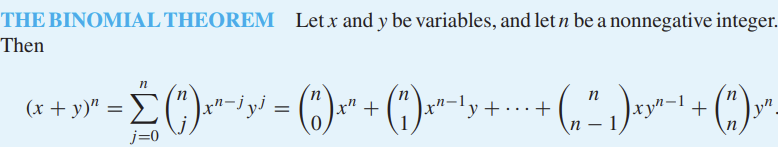 THE BINOMIAL THEOREM Let x and y be variables, and let n be a nonnegative integer.
Then
(x + y)ⁿ = \sum_{j=0}^{n} \binom{n}{j} x^{n-j} y^{j} = \binom{n}{0} x^{n} + \binom{n}{1} x^{n-1} y + \cdots + \binom{n}{n-1} x y^{n-1} + \binom{n}{n} y^{n}.